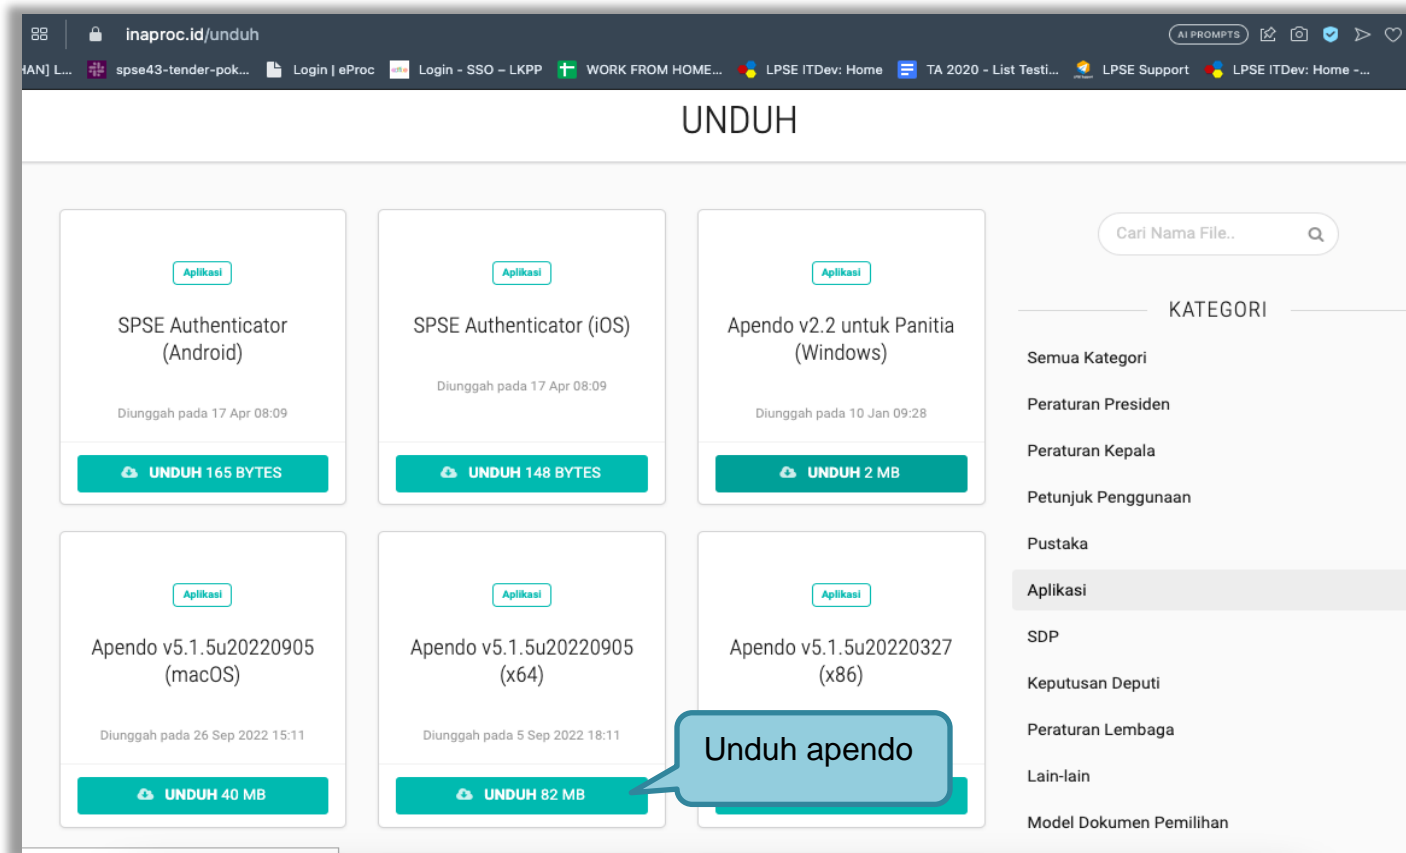 inaproc.id/unduh
AI PROMPTS
HAN] L... spse43-tender-pok... Login | eProc Login - SSO – LKPP WORK FROM HOME... LPSE ITDev: Home TA 2020 - List Testi... LPSE Support LPSE ITDev: Home -...
UNDUH
Aplikasi
SPSE Authenticator
(Android)
Diunggah pada 17 Apr 08:09
UNDUH 165 BYTES
Aplikasi
SPSE Authenticator (iOS)
Diunggah pada 17 Apr 08:09
UNDUH 148 BYTES
Aplikasi
Apendo v2.2 untuk Panitia
(Windows)
Diunggah pada 10 Jan 09:28
UNDUH 2 MB
Aplikasi
Apendo v5.1.5u20220905
(macOS)
Diunggah pada 26 Sep 2022 15:11
UNDUH 40 MB
Aplikasi
Apendo v5.1.5u20220905
(x64)
Diunggah pada 5 Sep 2022 18:11
UNDUH 82 MB
Aplikasi
Apendo v5.1.5u20220327
(x86)
Unduh apendo
Cari Nama File..
KATEGORI
Semua Kategori
Peraturan Presiden
Peraturan Kepala
Petunjuk Penggunaan
Pustaka
Aplikasi
SDP
Keputusan Deputi
Peraturan Lembaga
Lain-lain
Model Dokumen Pemilihan